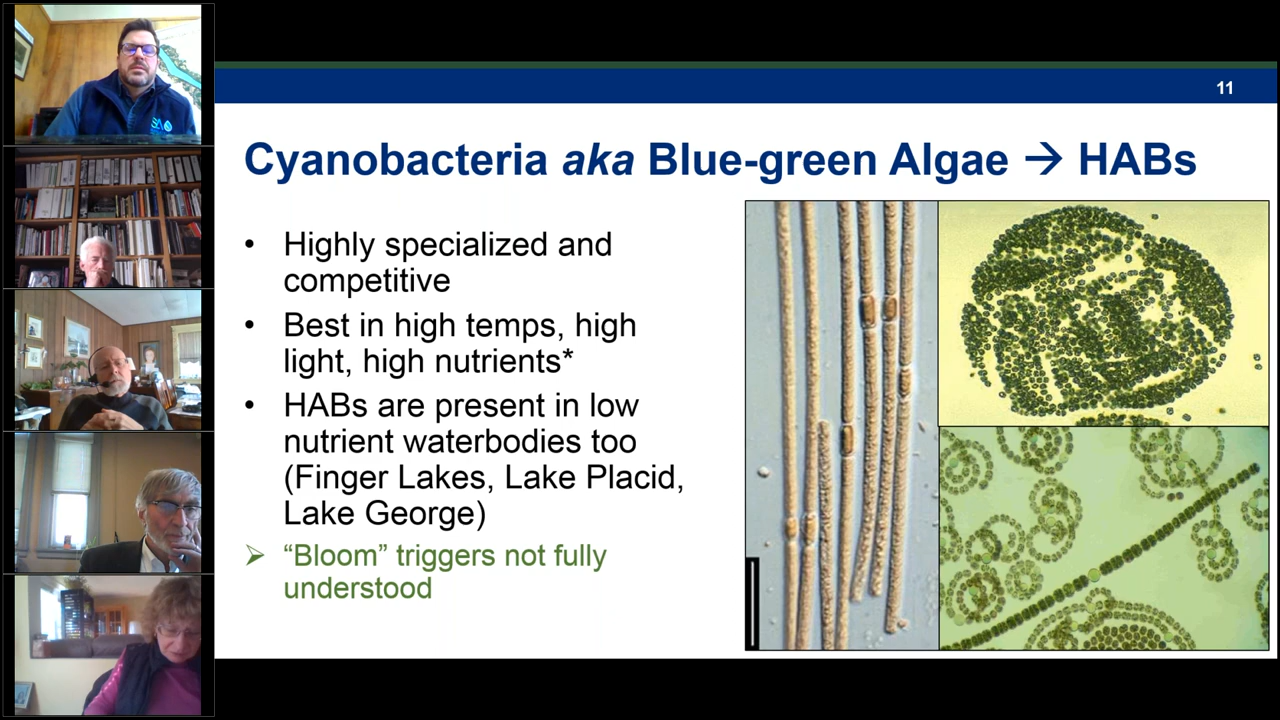 11
Cyanobacteria aka Blue-green Algae → HABs
• Highly specialized and
competitive
• Best in high temps, high
light, high nutrients*
• HABs are present in low
nutrient waterbodies too
(Finger Lakes, Lake Placid,
Lake George)
➢ “Bloom” triggers not fully
understood